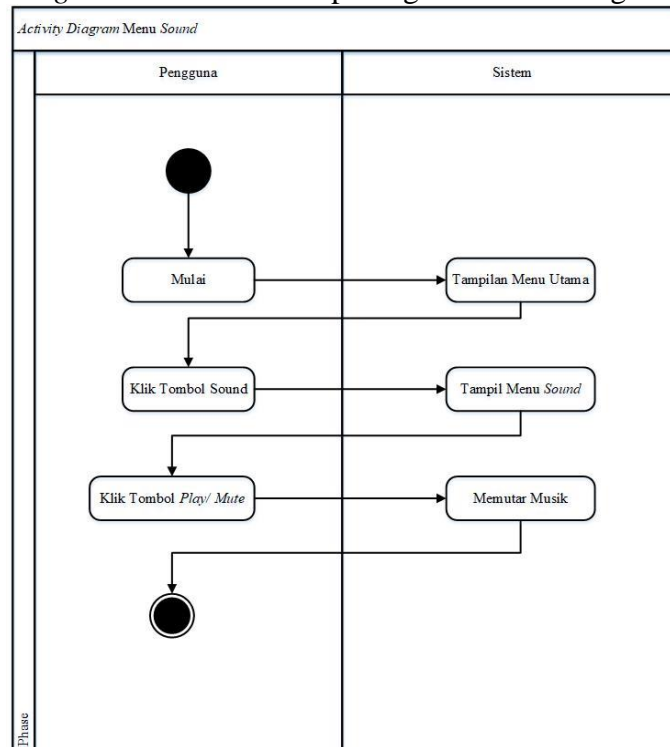 Activity Diagram Menu Sound
Pengguna
Sistem
Mulai
Tampilan Menu Utama
Klik Tombol Sound
Tampil Menu Sound
Klik Tombol Play/ Mute
Memutar Musik
Phase